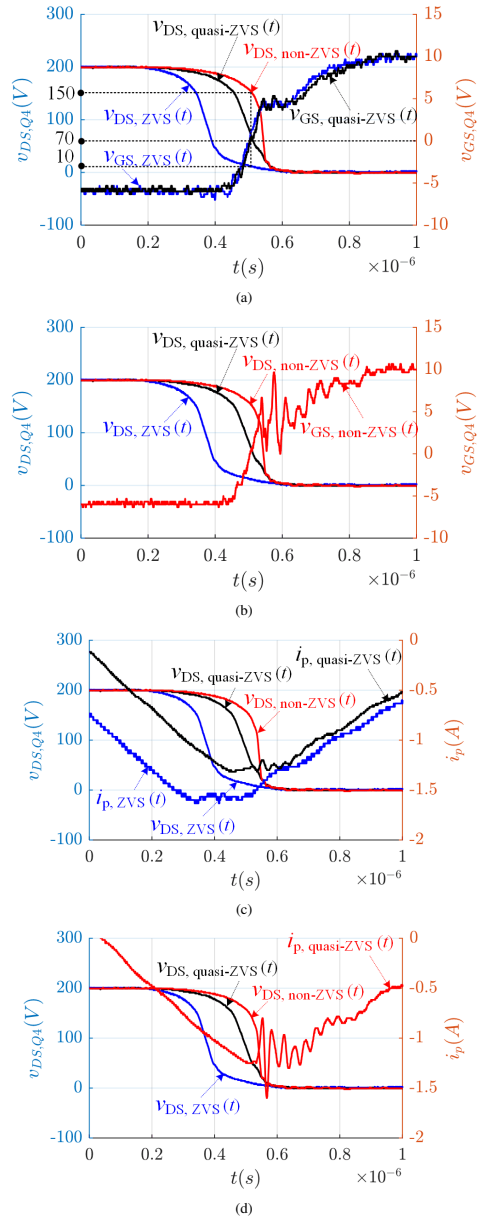 200
150
100
70
10
0
-100
v_DS,Q4(V)
v_DS, quasi-ZVS(t)
v_DS, non-ZVS(t)
v_DS, ZVS(t)
v_GS, quasi-ZVS(t)
v_GS, ZVS(t)
15
10
5
0
-5
-10
v_GS,Q4(V)
0 0.2 0.4 0.6 0.8 1
t(s) ×10^-6
(a)
300
200
100
0
-100
v_DS,Q4(V)
v_DS, quasi-ZVS(t)
v_DS, non-ZVS(t)
v_DS, ZVS(t)
v_GS, non-ZVS(t)
15
10
5
0
-5
-10
v_GS,Q4(V)
0 0.2 0.4 0.6 0.8 1
t(s) ×10^-6
(b)
300
200
100
0
-100
v_DS,Q4(V)
i_p, quasi-ZVS(t)
v_DS, quasi-ZVS(t)
v_DS, non-ZVS(t)
i_p, ZVS(t)
v_DS, ZVS(t)
0
-0.5
-1
-1.5
-2
i_p(A)
0 0.2 0.4 0.6 0.8 1
t(s) ×10^-6
(c)
300
200
100
0
-100
v_DS,Q4(V)
i_p, quasi-ZVS(t)
v_DS, quasi-ZVS(t)
v_DS, non-ZVS(t)
v_DS, ZVS(t)
0
-0.5
-1
-1.5
-2
i_p(A)
0 0.2 0.4 0.6 0.8 1
t(s) ×10^-6
(d)